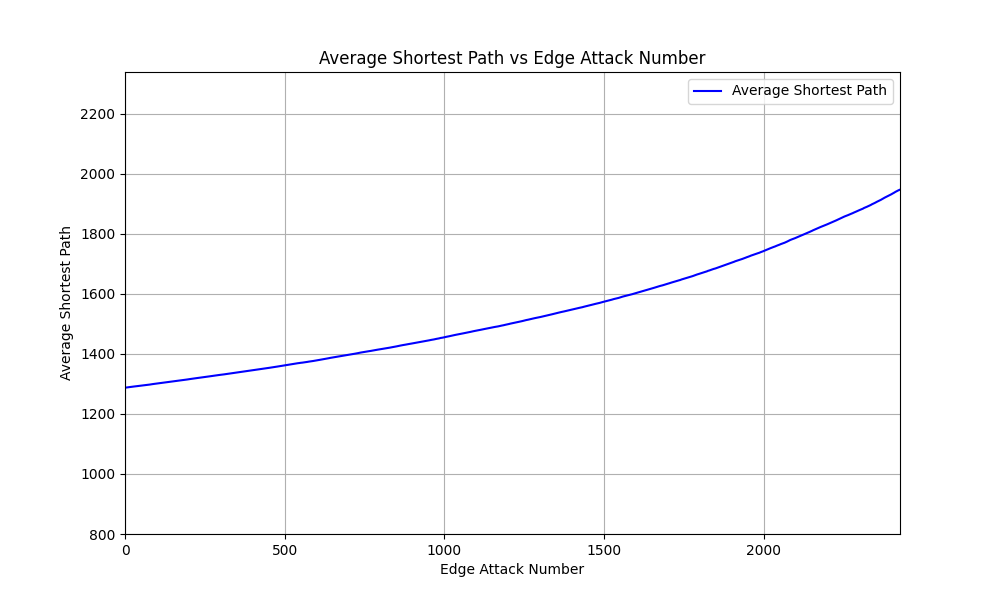 Average Shortest Path vs Edge Attack Number
Average Shortest Path
2200
2000
1800
1600
1400
1200
1000
800
Average Shortest Path
0 500 1000 1500 2000
Edge Attack Number